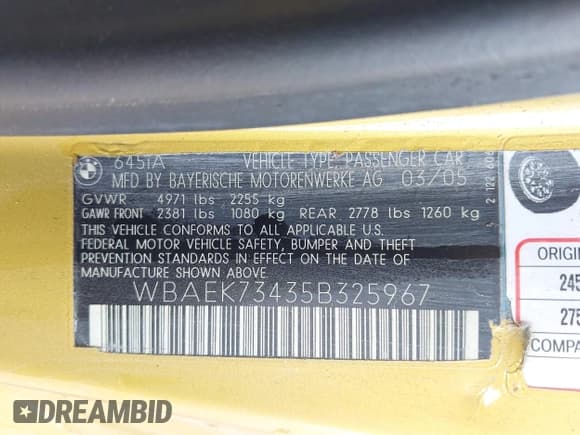 BMW
645iA VEHICLE TYPE: PASSENGER CAR
MFD BY BAYERISCHE MOTORENWERKE AG 03/05
GVWR 4971 lbs 2255 kg
GAWR FRONT 2381 lbs 1080 kg REAR 2778 lbs 1260 kg
THIS VEHICLE CONFORMS TO ALL APPLICABLE U.S.
FEDERAL MOTOR VEHICLE SAFETY, BUMPER AND THEFT
PREVENTION STANDARDS IN EFFECT ON THE DATE OF
MANUFACTURE SHOWN ABOVE.
WBAEK73435B325967
ORIGIN
245
275
COMPA
DREAMBID